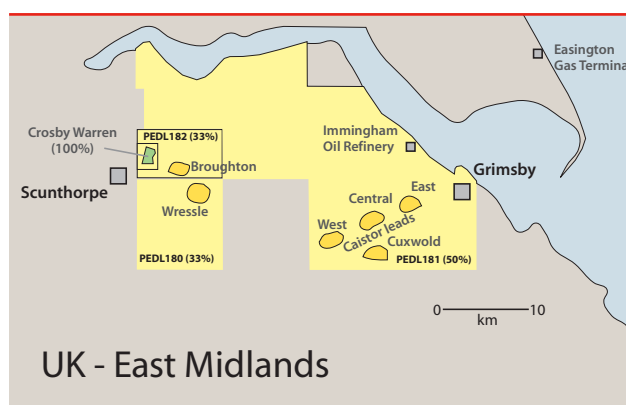 Easington
Gas Termina
Crosby Warren
(100%)
PEDL182 (33%)
Immingham
Oil Refinery
Broughton
Grimsby
Scunthorpe
East
Central
Wressle
West
Caistor leads
Cuxwold
PEDL180 (33%)
PEDL181 (50%)
0
10
km
UK - East Midlands